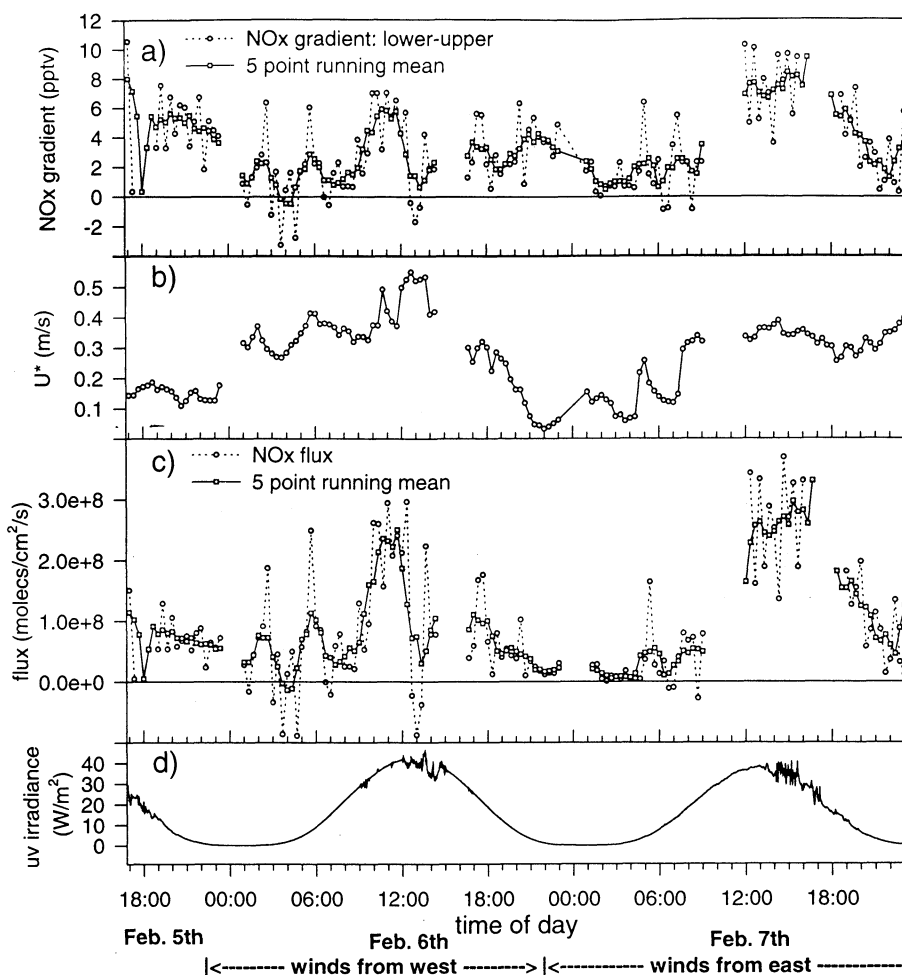 12
10
8
6
4
2
0
-2
NOx gradient (pptv)
a)
NOx gradient: lower-upper
5 point running mean
0.5
0.4
0.3
0.2
0.1
U* (m/s)
b)
3.0e+8
2.0e+8
1.0e+8
0.0e+0
flux (molecs/cm²/s)
c)
NOx flux
5 point running mean
40
30
20
10
0
uv irradiance
(W/m²)
d)
18:00 00:00 06:00 12:00 18:00 00:00 06:00 12:00 18:00
time of day
Feb. 5th Feb. 6th Feb. 7th
|<-------- winds from west -------->|<-------- winds from east --------